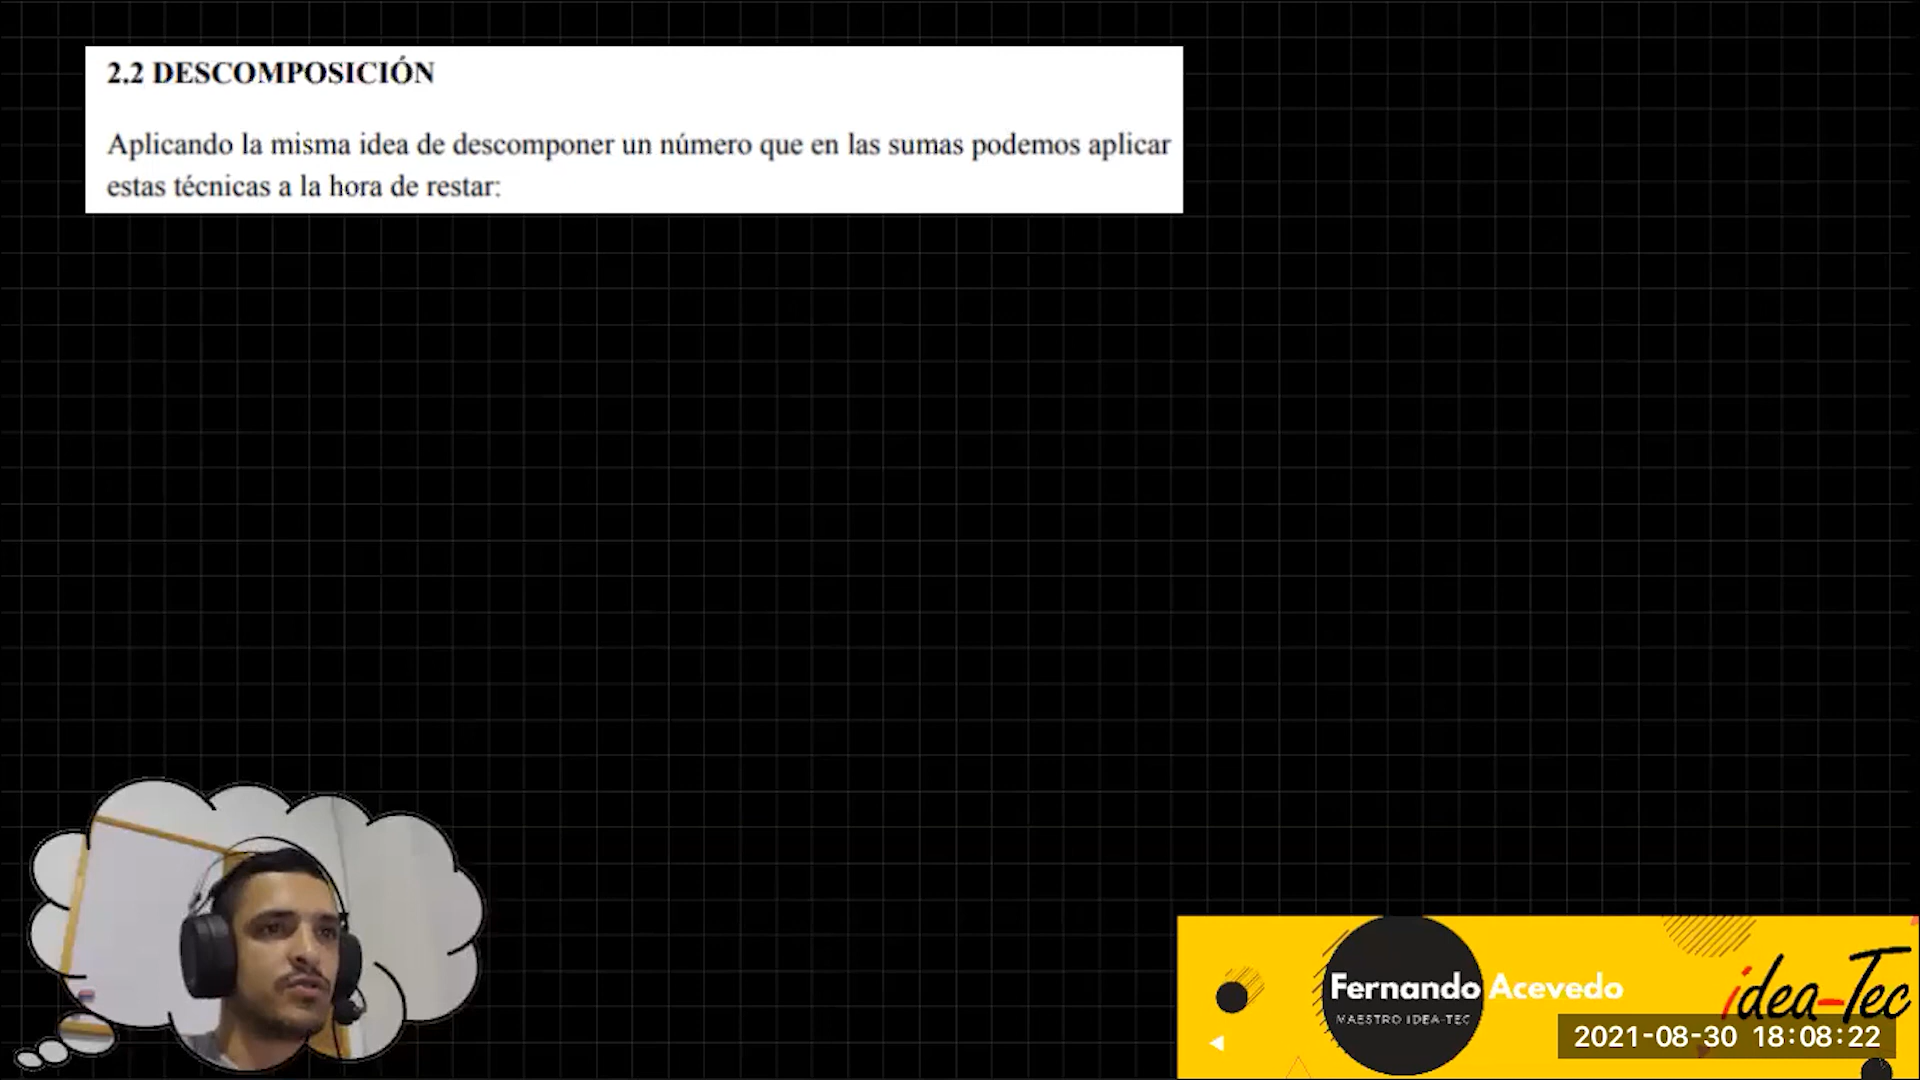 2.2 DESCOMPOSICIÓN
Aplicando la misma idea de descomponer un número que en las sumas podemos aplicar
estas técnicas a la hora de restar:
Fernando Acevedo
MAESTRO IDEA-TEC
idea-Tec
2021-08-30 18:08:22